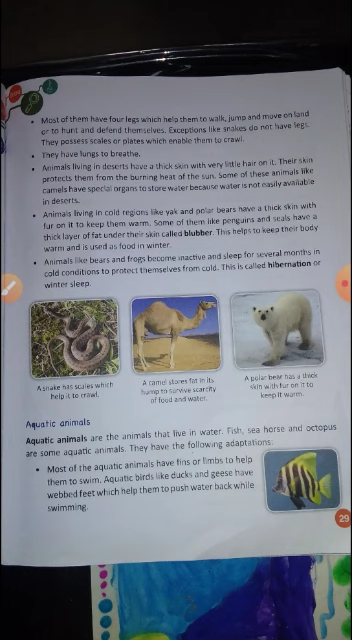 • Most of them have four legs which help them to walk, jump and move on land
or to hunt and defend themselves. Exceptions like snakes do not have legs.
They possess scales or plates which enable them to crawl.
• They have lungs to breathe.
• Animals living in deserts have a thick skin with very little hair on it. Their skin
protects them from the burning heat of the sun. Some of these animals like
camels have special organs to store water because water is not easily available
in deserts.
• Animals living in cold regions like yak and polar bears have a thick skin with
fur on it to keep them warm. Some of them like penguins and seals have a
thick layer of fat under their skin called blubber. This helps to keep their body
warm and is used as food in winter.
• Animals like bears and frogs become inactive and sleep for several months in
cold conditions to protect themselves from cold. This is called hibernation or
winter sleep.
A snake has scales which
help it to crawl.
A camel stores fat in its
hump to survive scarcity
of food and water.
A polar bear has a thick
skin with fur on it to
keep it warm.
Aquatic animals
Aquatic animals are the animals that live in water. Fish, sea horse and octopus
are some aquatic animals. They have the following adaptations:
• Most of the aquatic animals have fins or limbs to help
them to swim. Aquatic birds like ducks and geese have
webbed feet which help them to push water back while
swimming.
29